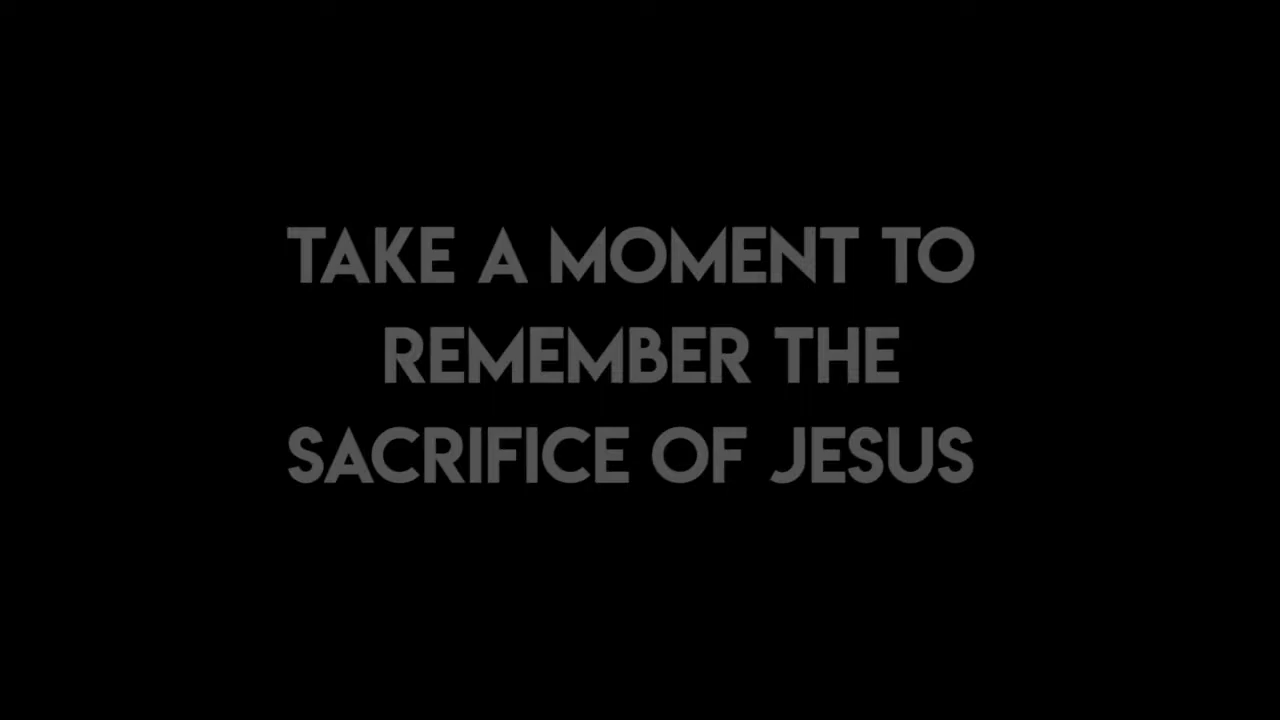 TAKE A MOMENT TO
REMEMBER THE
SACRIFICE OF JESUS